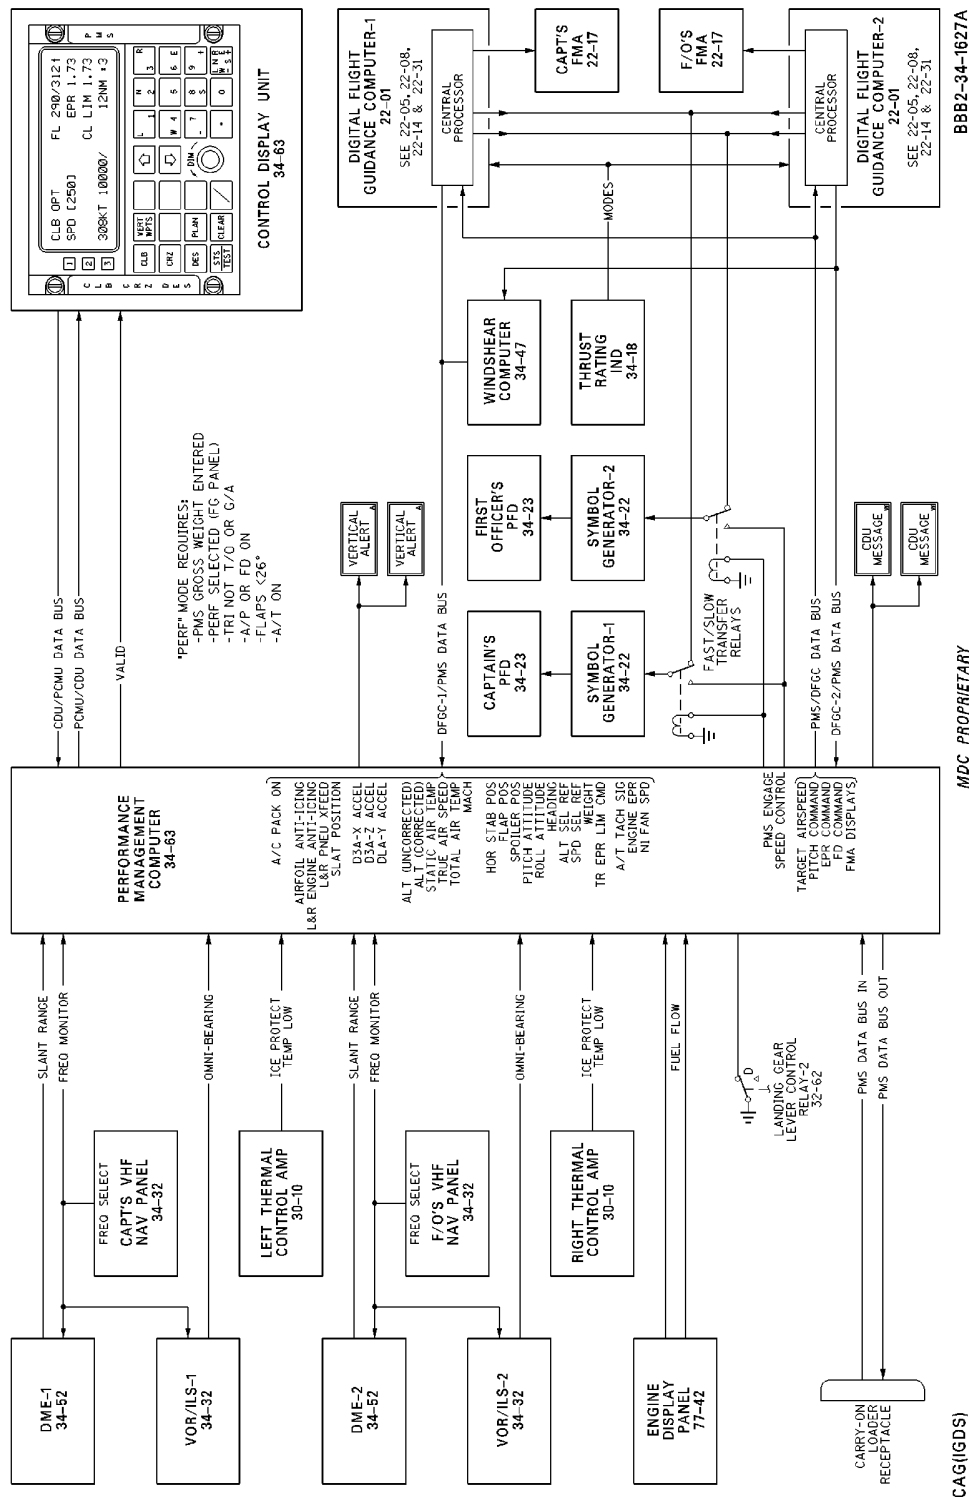 CONTROL DISPLAY UNIT
34-63
CLB OPT FL 290/3121
SPD [250] EPR 1.73
CL LIM 1.73
308KT 10000/ 12NM :3
P M S
C L B
C R Z
D E S
1
2
3
CLB
CRZ
DES
STS
TEST
VERT
WPTS
PLAN
CLEAR
DIM
L
1
N
2
R
3
W 4
5
E
6
-
7
S
8
+
9
0
CDU/PCMU DATA BUS
PCMU/CDU DATA BUS
VALID
"PERF" MODE REQUIRES:
-PMS GROSS WEIGHT ENTERED
-PERF SELECTED (FG PANEL)
-TRI NOT T/O OR G/A
-A/P OR FD ON
-FLAPS <26°
-A/T ON
PERFORMANCE
MANAGEMENT
COMPUTER
34-63
A/C PACK ON
AIRFOIL ANTI-ICING
L&R ENGINE ANTI-ICING
L&R PNEU XFEED
SLAT POSITION
D3A-X ACCEL
D3A-Z ACCEL
DLA-Y ACCEL
ALT (UNCORRECTED)
ALT (CORRECTED)
STATIC AIR TEMP
TRUE AIR SPEED
TOTAL AIR TEMP
MACH
HOR STAB POS
FLAP POS
SPOILER POS
PITCH ATTITUDE
ROLL ATTITUDE
WEIGHT
HEADING
ALT SEL REF
SPD SEL REF
TR EPR LIM CMD
A/T TACH SIG
ENGINE EPR
N1 FAN SPD
PMS ENGAGE
SPEED CONTROL
TARGET AIRSPEED
PITCH COMMAND
EPR COMMAND
FD COMMAND
FMA DISPLAYS
VERTICAL
ALERT
A
VERTICAL
ALERT
A
DFGC-1/PMS DATA BUS
CAPTAIN'S
PFD
34-23
FIRST
OFFICER'S
PFD
34-23
SYMBOL
GENERATOR-1
34-22
SYMBOL
GENERATOR-2
34-22
FAST/SLOW
TRANSFER
RELAYS
PMS/DFGC DATA BUS
DFGC-2/PMS DATA BUS
CDU
MESSAGE
W
CDU
MESSAGE
W
WINDSHEAR
COMPUTER
34-47
THRUST
RATING
IND
34-18
MODES
DIGITAL FLIGHT
GUIDANCE COMPUTER-1
22-01
SEE 22-05, 22-08,
22-14 & 22-31
CENTRAL
PROCESSOR
CAPT'S
FMA
22-17
F/O'S
FMA
22-17
DIGITAL FLIGHT
GUIDANCE COMPUTER-2
22-01
SEE 22-05, 22-08,
22-14 & 22-31
CENTRAL
PROCESSOR
SLANT RANGE
FREQ MONITOR
OMNI-BEARING
ICE PROTECT
TEMP LOW
SLANT RANGE
FREQ MONITOR
OMNI-BEARING
ICE PROTECT
TEMP LOW
FUEL FLOW
D
LANDING GEAR
LEVER CONTROL
RELAY-2
32-62
PMS DATA BUS IN
PMS DATA BUS OUT
FREQ SELECT
CAPT'S VHF
NAV PANEL
34-32
LEFT THERMAL
CONTROL AMP
30-10
FREQ SELECT
F/O'S VHF
NAV PANEL
34-32
RIGHT THERMAL
CONTROL AMP
30-10
DME-1
34-52
VOR/ILS-1
34-32
DME-2
34-52
VOR/ILS-2
34-32
ENGINE
DISPLAY
PANEL
77-42
CARRY-ON
LOADER
RECEPTACLE
CAG(IGDS)
MDC PROPRIETARY
BBB2-34-1627A